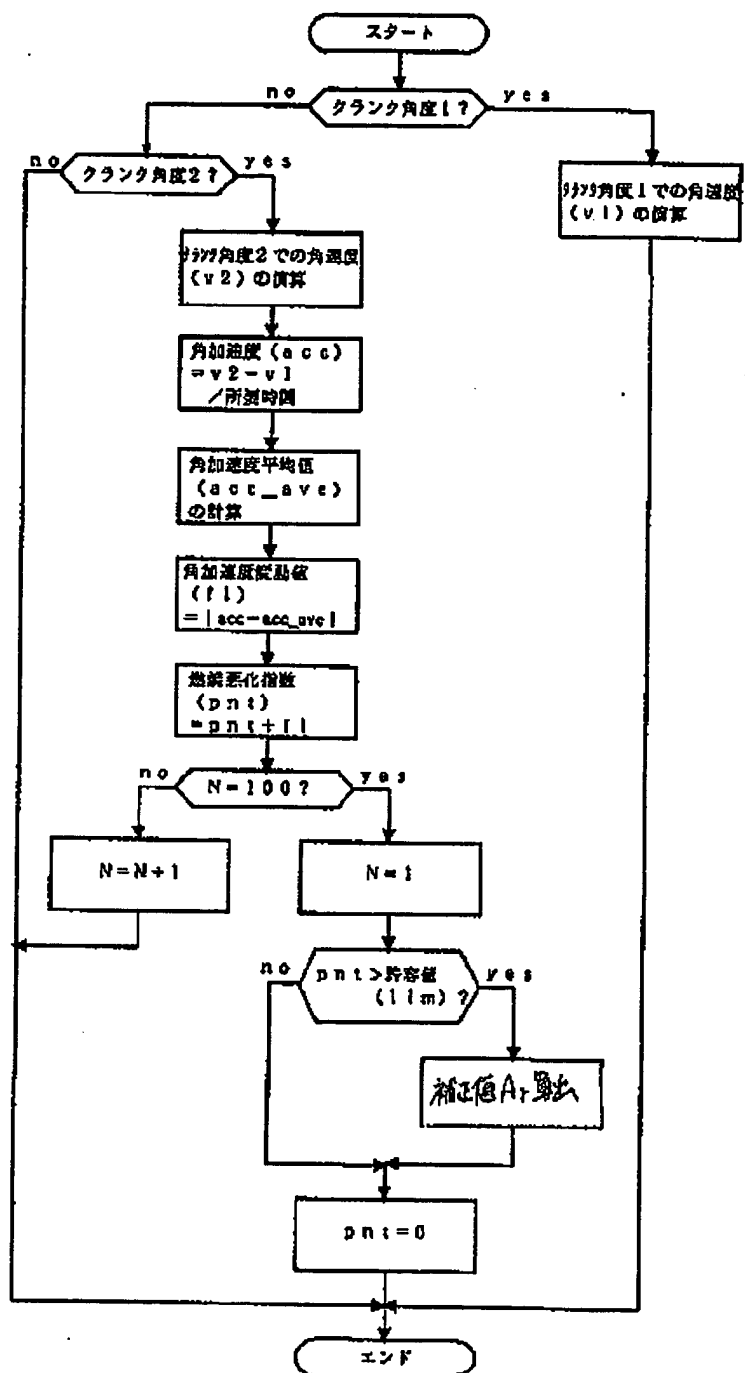 スタート
no
クランク角度1?
yes
no
クランク角度2?
yes
クランク角度1での角速度
(v1)の演算
クランク角度2での角速度
(v2)の演算
角加速度(acc)
=v2-v1
/所要時間
角加速度平均値
(acc_ave)
の計算
角加速度変動値
(fl)
=|acc-acc_ave|
燃焼悪化指数
(pnt)
=pnt+fl
no
N=100?
yes
N=N+1
N=1
no
pnt>許容値
(lim)?
yes
補正値A 算出
pnt=0
エンド